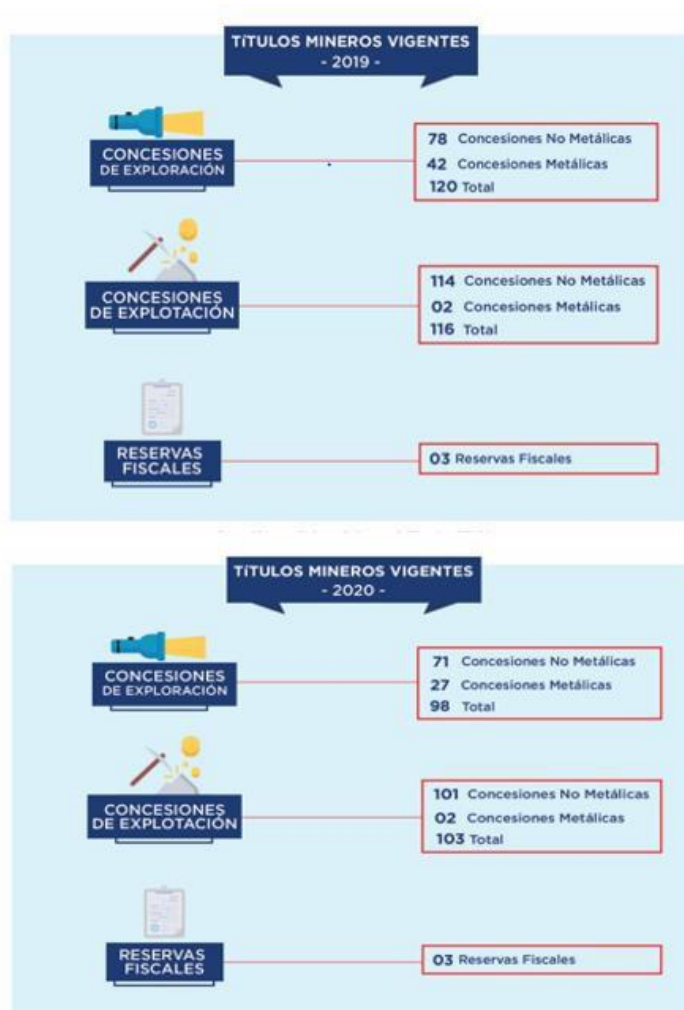 TíTULOS MINEROS VIGENTES
- 2019 -
CONCESIONES
DE EXPLORACIÓN
78 Concesiones No Metálicas
42 Concesiones Metálicas
120 Total
CONCESIONES
DE EXPLOTACIÓN
114 Concesiones No Metálicas
02 Concesiones Metálicas
116 Total
RESERVAS
FISCALES
03 Reservas Fiscales
TíTULOS MINEROS VIGENTES
- 2020 -
CONCESIONES
DE EXPLORACIÓN
71 Concesiones No Metálicas
27 Concesiones Metálicas
98 Total
CONCESIONES
DE EXPLOTACIÓN
101 Concesiones No Metálicas
02 Concesiones Metálicas
103 Total
RESERVAS
FISCALES
03 Reservas Fiscales